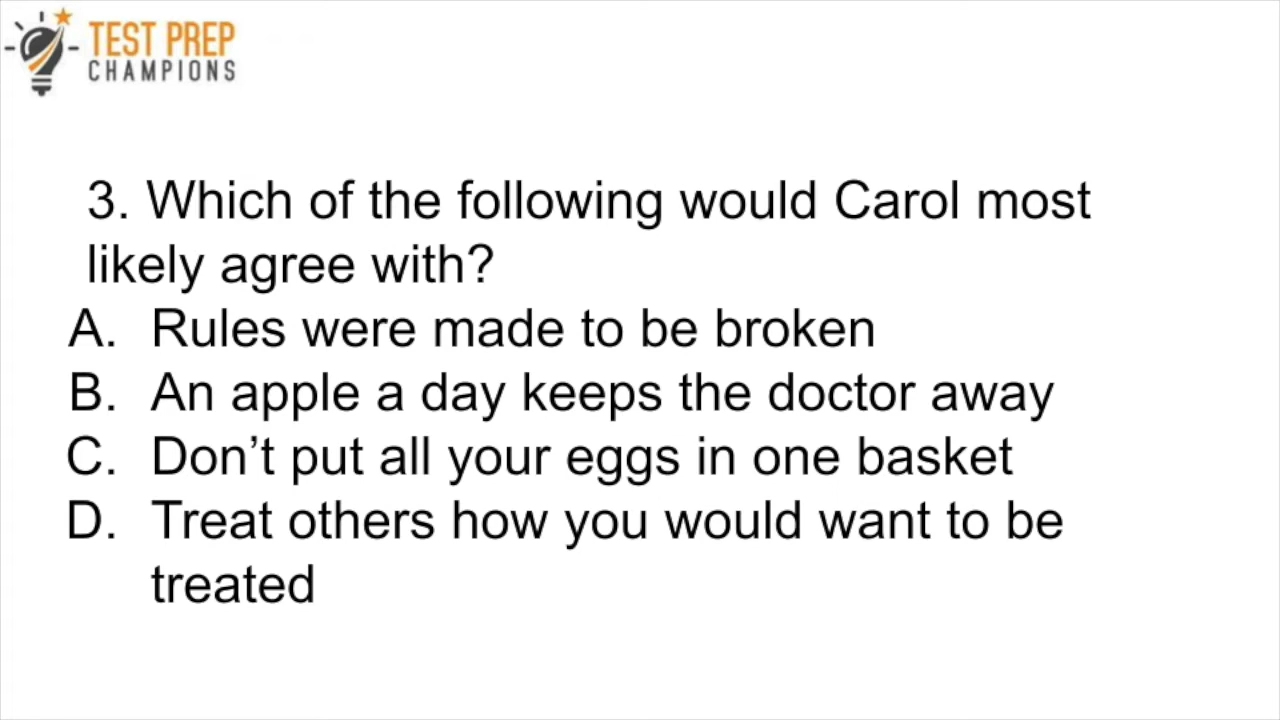 TEST PREP
CHAMPIONS
3. Which of the following would Carol most
likely agree with?
A. Rules were made to be broken
B. An apple a day keeps the doctor away
C. Don’t put all your eggs in one basket
D. Treat others how you would want to be
treated